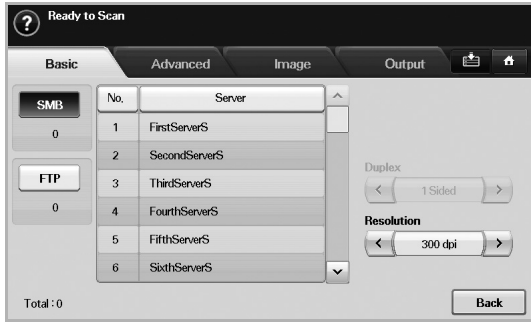 ? Ready to Scan
Basic Advanced Image Output
SMB
0
FTP
0
No. Server
1 FirstServerS
2 SecondServerS
3 ThirdServerS
4 FourthServerS
5 FifthServerS
6 SixthServerS
Duplex
< 1 Sided >
Resolution
< 300 dpi >
Total : 0
Back